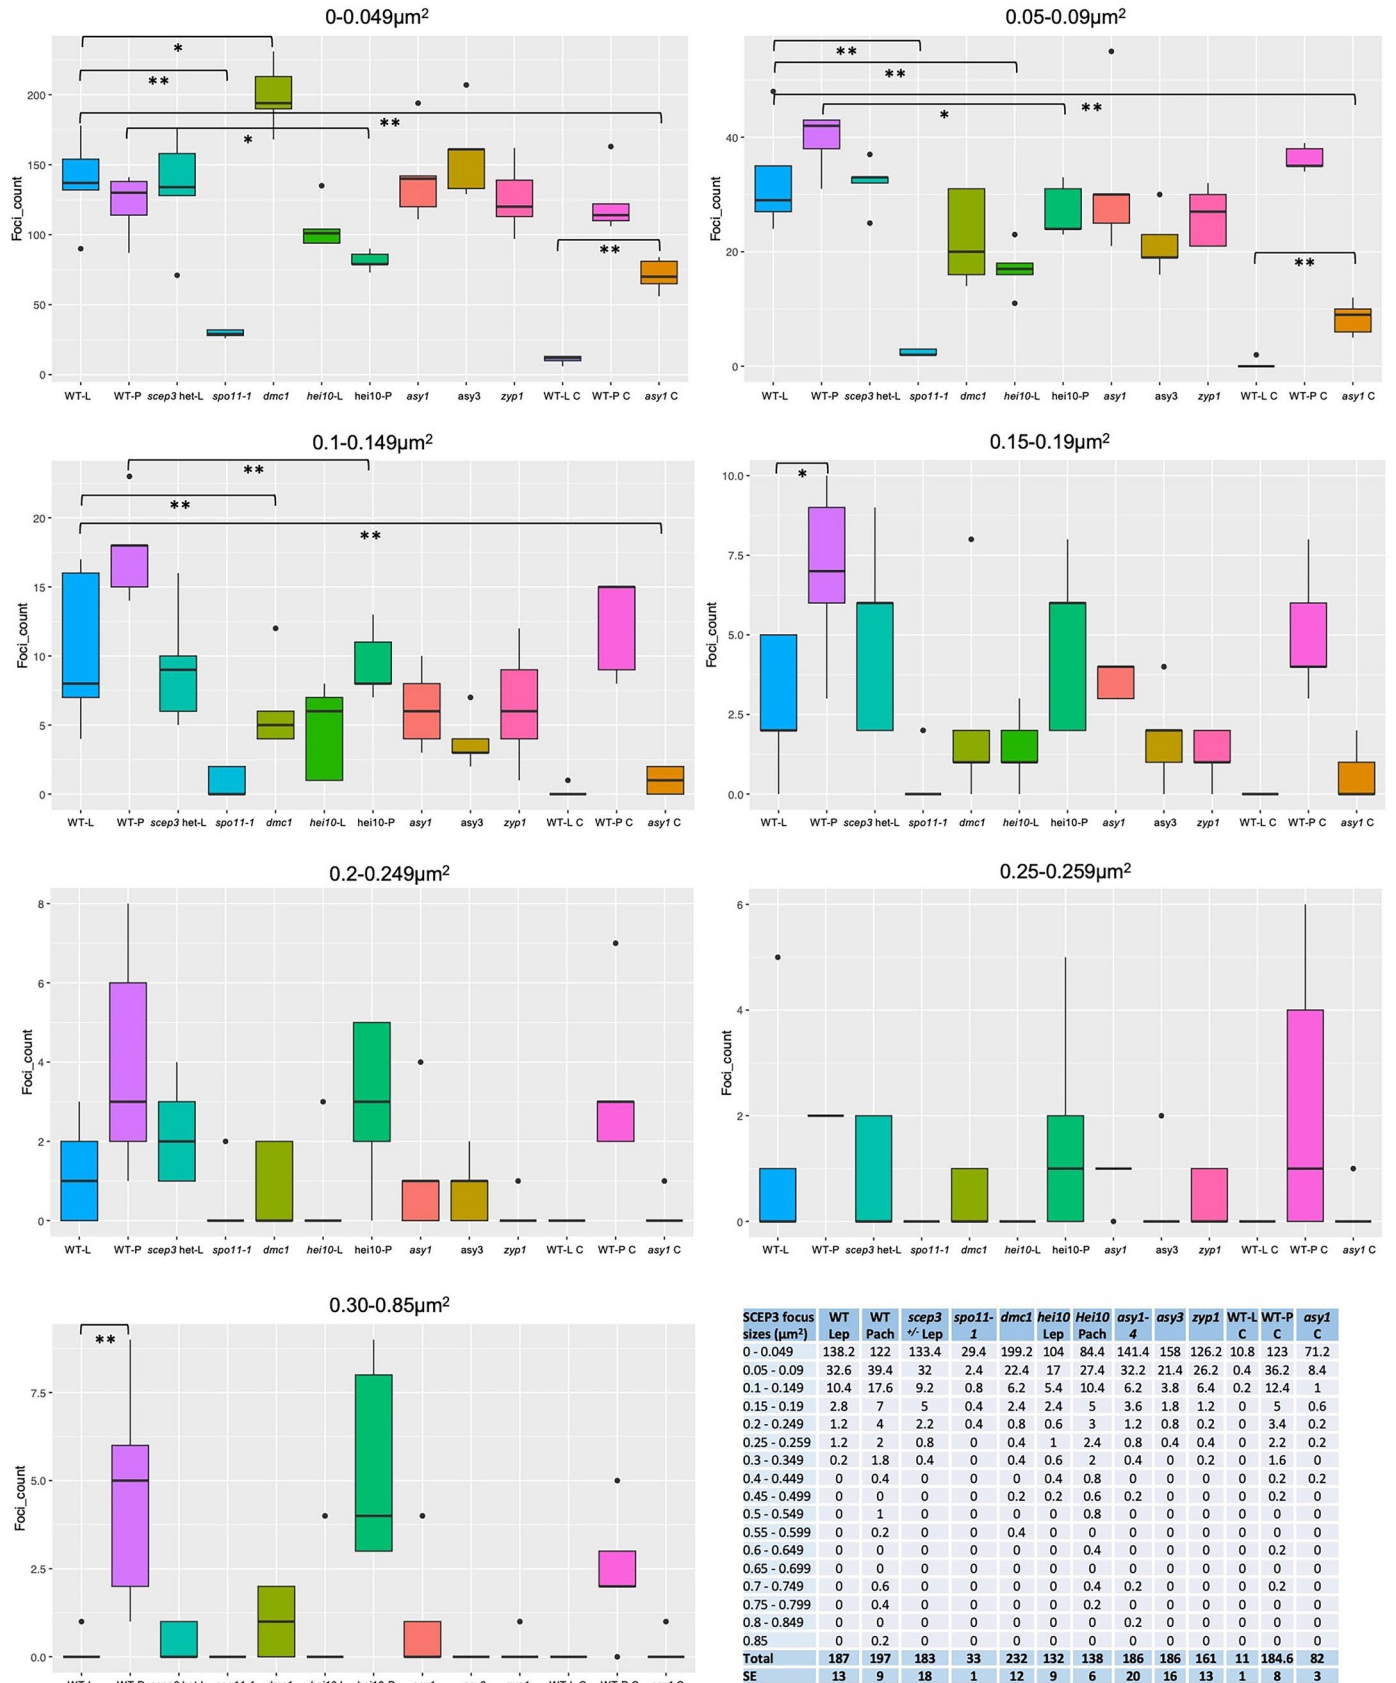 0-0.049µm²
*
**
**
*
**
Foci_count
200
150
100
50
0
WT-L WT-P scep3 het-L spo11-1 dmc1 hei10-L hei10-P asy1 asy3 zyp1 WT-L C WT-P C asy1 C
0.05-0.09µm²
**
**
**
*
**
Foci_count
40
20
0
WT-L WT-P scep3 het-L spo11-1 dmc1 hei10-L hei10-P asy1 asy3 zyp1 WT-L C WT-P C asy1 C
0.1-0.149µm²
**
**
**
Foci_count
20
15
10
5
0
WT-L WT-P scep3 het-L spo11-1 dmc1 hei10-L hei10-P asy1 asy3 zyp1 WT-L C WT-P C asy1 C
0.15-0.19µm²
*
Foci_count
10.0
7.5
5.0
2.5
0.0
WT-L WT-P scep3 het-L spo11-1 dmc1 hei10-L hei10-P asy1 asy3 zyp1 WT-L C WT-P C asy1 C
0.2-0.249µm²
Foci_count
8
6
4
2
0
WT-L WT-P scep3 het-L spo11-1 dmc1 hei10-L hei10-P asy1 asy3 zyp1 WT-L C WT-P C asy1 C
0.25-0.259µm²
Foci_count
6
4
2
0
WT-L WT-P scep3 het-L spo11-1 dmc1 hei10-L hei10-P asy1 asy3 zyp1 WT-L C WT-P C asy1 C
0.30-0.85µm²
**
Foci_count
7.5
5.0
2.5
0.0
SCEP3 focus WT WT scep3 spo11- dmc1 hei10 Hei10 asy1- asy3 zyp1 WT-L WT-P asy1
sizes (µm²) Lep Pach +/- Lep 1 Lep Pach 4 C C C
0 - 0.049 138.2 122 133.4 29.4 199.2 104 84.4 141.4 158 126.2 10.8 123 71.2
0.05 - 0.09 32.6 39.4 32 2.4 22.4 17 27.4 32.2 21.4 26.2 0.4 36.2 8.4
0.1 - 0.149 10.4 17.6 9.2 0.8 6.2 5.4 10.4 6.2 3.8 6.4 0.2 12.4 1
0.15 - 0.19 2.8 7 5 0.4 2.4 2.4 5 3.6 1.8 1.2 0 5 0.6
0.2 - 0.249 1.2 4 2.2 0.4 0.8 0.6 3 1.2 0.8 0.2 0 3.4 0.2
0.25 - 0.259 1.2 2 0.8 0 0.4 1 2.4 0.8 0.4 0.4 0 2.2 0.2
0.3 - 0.349 0.2 1.8 0.4 0 0.4 0.6 2 0.4 0 0.2 0 1.6 0
0.4 - 0.449 0 0.4 0 0 0 0.4 0.8 0 0 0 0 0.2 0.2
0.45 - 0.499 0 0 0 0 0.2 0.2 0.6 0.2 0 0 0 0.2 0
0.5 - 0.549 0 1 0 0 0 0 0.8 0 0 0 0 0 0
0.55 - 0.599 0 0.2 0 0 0.4 0 0 0 0 0 0 0 0
0.6 - 0.649 0 0 0 0 0 0 0.4 0 0 0 0 0.2 0
0.65 - 0.699 0 0 0 0 0 0 0 0 0 0 0 0 0
0.7 - 0.749 0 0.6 0 0 0 0 0.4 0.2 0 0 0 0.2 0
0.75 - 0.799 0 0.4 0 0 0 0 0.2 0 0 0 0 0 0
0.8 - 0.849 0 0 0 0 0 0 0 0.2 0 0 0 0 0
0.85 0 0.2 0 0 0 0 0 0 0 0 0 0 0
Total 187 197 183 33 232 132 138 186 186 161 11 184.6 82
SE 13 9 18 1 12 9 6 20 16 13 1 8 3